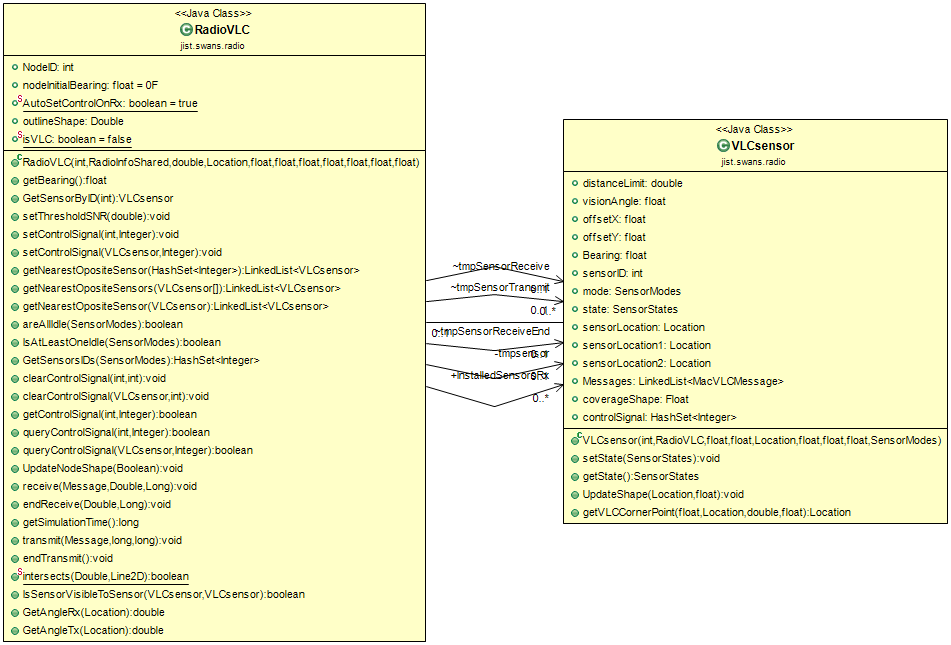 <<Java Class>>
RadioVLC
jist.swans.radio
NodeID: int
nodeInitialBearing: float = 0F
AutoSetControlOnRx: boolean = true
outlineShape: Double
isVLC: boolean = false
RadioVLC(int,RadioInfoShared,double,Location,float,float,float,float,float,float,float)
getBearing():float
GetSensorByID(int):VLCsensor
setThresholdSNR(double):void
setControlSignal(int,Integer):void
setControlSignal(VLCsensor,Integer):void
getNearestOpositeSensor(HashSet<Integer>):LinkedList<VLCsensor>
getNearestOpositeSensors(VLCsensor[]):LinkedList<VLCsensor>
getNearestOpositeSensor(VLCsensor):LinkedList<VLCsensor>
areAllIdle(SensorModes):boolean
IsAtLeastOneIdle(SensorModes):boolean
GetSensorsIDs(SensorModes):HashSet<Integer>
clearControlSignal(int,int):void
clearControlSignal(VLCsensor,int):void
getControlSignal(int,Integer):boolean
queryControlSignal(int,Integer):boolean
queryControlSignal(VLCsensor,Integer):boolean
UpdateNodeShape(Boolean):void
receive(Message,Double,Long):void
endReceive(Double,Long):void
getSimulationTime():long
transmit(Message,long,long):void
endTransmit():void
intersects(Double,Line2D):boolean
IsSensorVisibleToSensor(VLCsensor,VLCsensor):boolean
GetAngleRx(Location):double
GetAngleTx(Location):double
~tmpSensorReceive
~tmpSensorTransmit
0..*
0..1
~tmpSensorReceiveEnd
-tmpsensor
+installedSensorsRx
0..*
<<Java Class>>
VLCsensor
jist.swans.radio
distanceLimit: double
visionAngle: float
offsetX: float
offsetY: float
Bearing: float
sensorID: int
mode: SensorModes
state: SensorStates
sensorLocation: Location
sensorLocation1: Location
sensorLocation2: Location
Messages: LinkedList<MacVLCMessage>
coverageShape: Float
controlSignal: HashSet<Integer>
VLCsensor(int,RadioVLC,float,float,Location,float,float,float,SensorModes)
setState(SensorStates):void
getState():SensorStates
UpdateShape(Location,float):void
getVLCCornerPoint(float,Location,double,float):Location